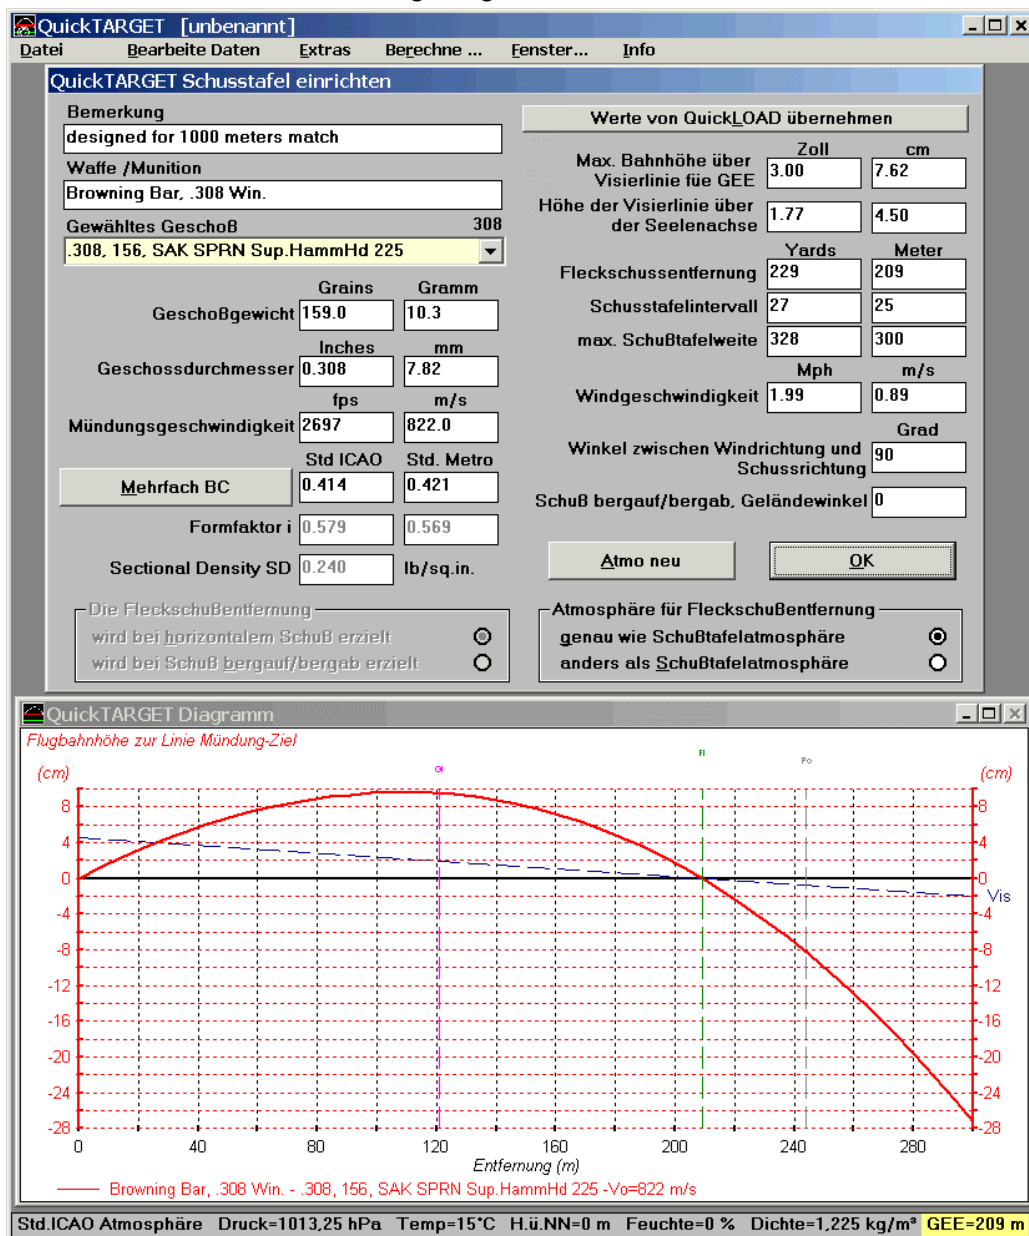 QuickTARGET [unbenannt]
Datei Bearbeite Daten Extras Berechne ... Fenster... Info
QuickTARGET Schusstafel einrichten
Bemerkung
designed for 1000 meters match
Waffe /Munition
Browning Bar, .308 Win.
Gewähltes Geschoß 308
.308, 156, SAK SPRN Sup.HammHd 225
Grains Gramm
Geschoßgewicht 159.0 10.3
Inches mm
Geschossdurchmesser 0.308 7.82
fps m/s
Mündungsgeschwindigkeit 2697 822.0
Std ICAO Std. Metro
Mehrfach BC 0.414 0.421
Formfaktor i 0.579 0.569
Sectional Density SD 0.240 lb/sq.in.
Die Fleckschußentfernung
wird bei horizontalem Schuß erzielt
wird bei Schuß bergauf/bergab erzielt
Werte von QuickLOAD übernehmen
Zoll cm
Max. Bahnhöhe über
Visierlinie füe GEE 3.00 7.62
Höhe der Visierlinie über
der Seelenachse 1.77 4.50
Yards Meter
Fleckschussentfernung 229 209
Schusstafelintervall 27 25
max. Schußtafelweite 328 300
Mph m/s
Windgeschwindigkeit 1.99 0.89
Grad
Winkel zwischen Windrichtung und
Schussrichtung 90
Schuß bergauf/bergab, Geländewinkel 0
Atmo neu OK
Atmosphäre für Fleckschußentfernung
genau wie Schußtafelatmosphäre
anders als Schußtafelatmosphäre
QuickTARGET Diagramm
Flugbahnhöhe zur Linie Mündung-Ziel
(cm) (cm)
Po
8 8
4 4
0 0
Vis
-4 -4
-8 -8
-12 -12
-16 -16
-20 -20
-24 -24
-28 -28
0 40 80 120 160 200 240 280
Entfernung (m)
Browning Bar, .308 Win. - .308, 156, SAK SPRN Sup.HammHd 225 -Vo=822 m/s
Std.ICAO Atmosphäre Druck=1013,25 hPa Temp=15°C H.ü.NN=0 m Feuchte=0 % Dichte=1,225 kg/m³ GEE=209 m